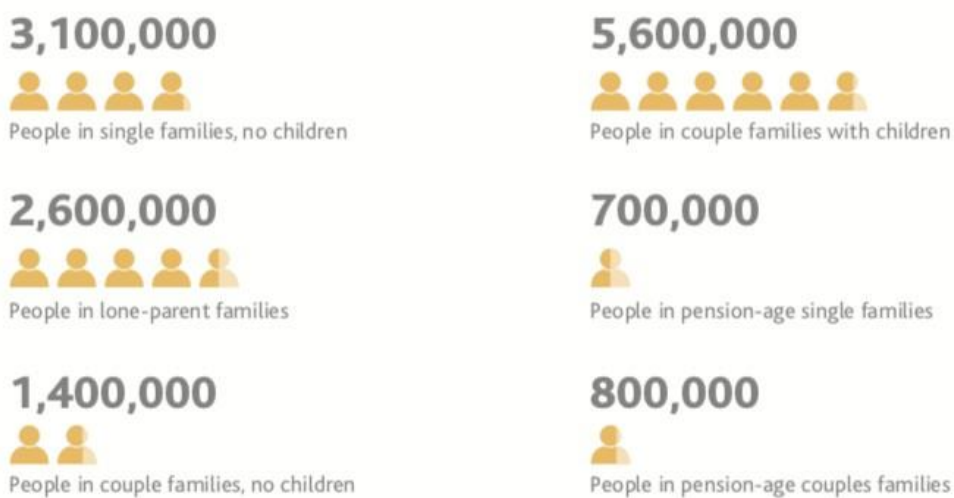 3,100,000
People in single families, no children
5,600,000
People in couple families with children
2,600,000
People in lone-parent families
700,000
People in pension-age single families
1,400,000
People in couple families, no children
800,000
People in pension-age couples families